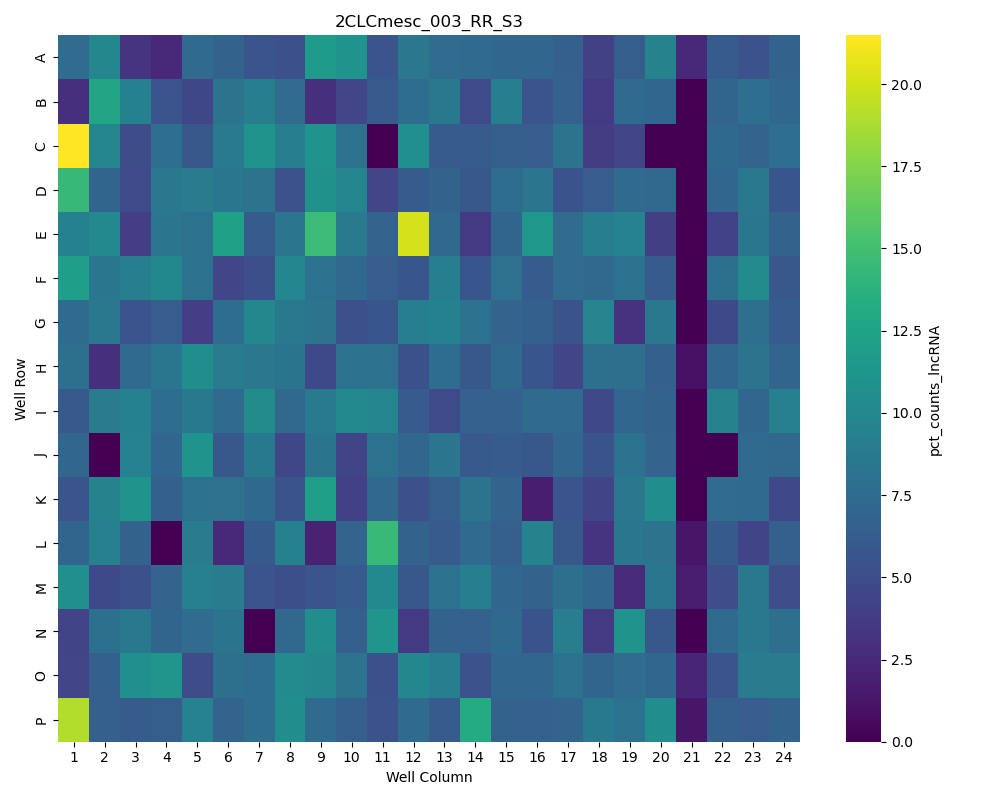 2CLCmesc_003_RR_S3
A
B
C
D
E
F
G
H
I
J
K
L
M
N
O
P
Well Row
1 2 3 4 5 6 7 8 9 10 11 12 13 14 15 16 17 18 19 20 21 22 23 24
Well Column
20.0
17.5
15.0
12.5
10.0
7.5
5.0
2.5
0.0
pct_counts_lncRNA